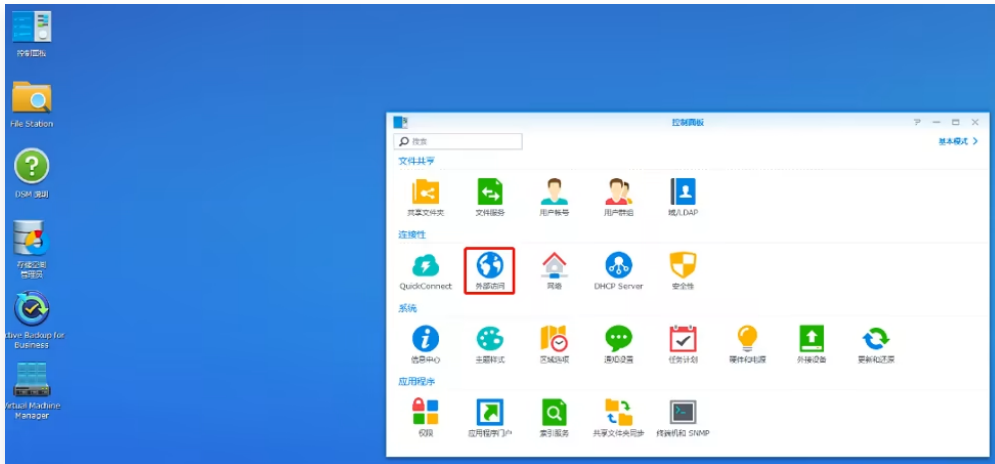 控制面板
File Station
DSM 说明
存储空间
管理员
ctive Backup for
Business
Virtual Machine
Manager
控制面板
搜索
基本模式
文件共享
共享文件夹
文件服务
用户帐号
用户群组
域/LDAP
连接性
QuickConnect
外部访问
网络
DHCP Server
安全性
系统
信息中心
主题样式
区域选项
通知设置
任务计划
硬件和电源
外接设备
更新和还原
应用程序
权限
应用程序门户
索引服务
共享文件夹同步
终端机和 SNMP